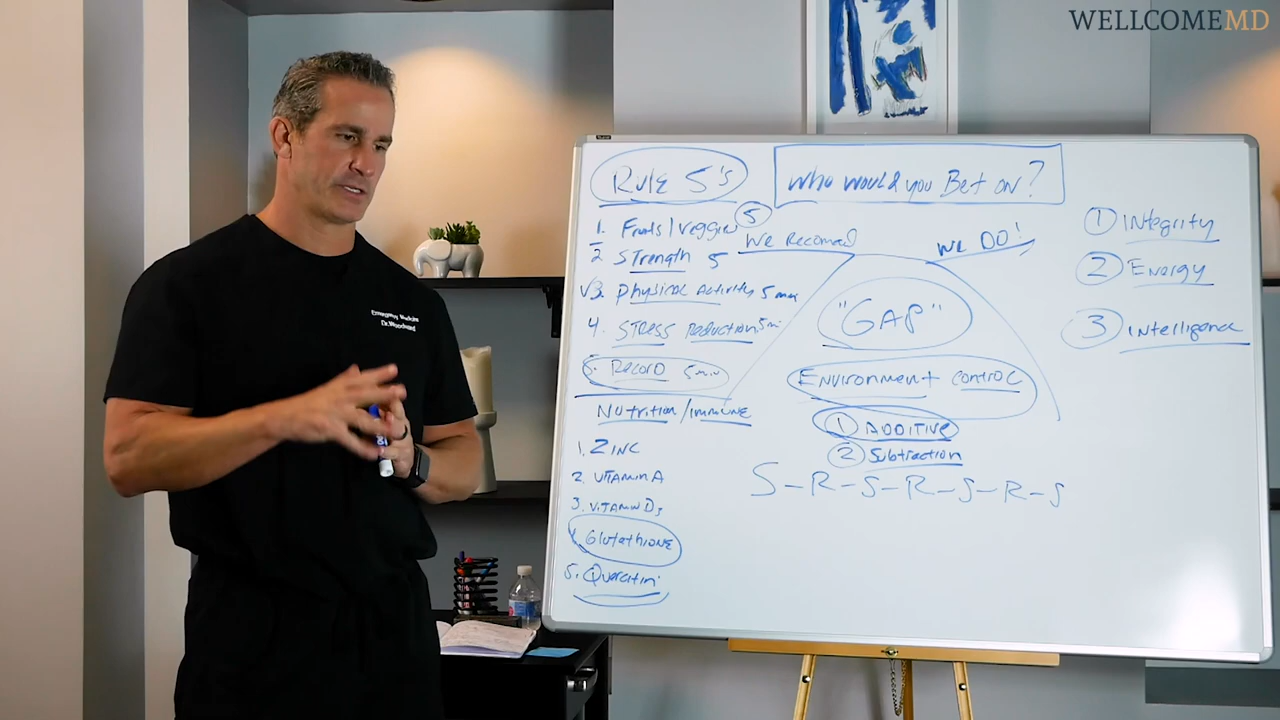 WELLCOMEMD
Emergency Medicine
Dr. Woodward
RULE 5's
Who would you Bet on?
1. Fruits/veggies 5
2 Strength 5
√3. Physical Activity 5 min
4. STRESS Reduction 5 mi
5. Record 5 min
NUtrition/immune
1. ZINC
2. VITAMIN A
3. VITAMIN D3
4. Glutathione
5. Quercitin
We Recomend
We DO!
"GAP"
Environment Control
1 ADDITIVE
2 Subtraction
S-R-S-R-S-R-S
1 Integrity
2 Energy
3 Intelligence